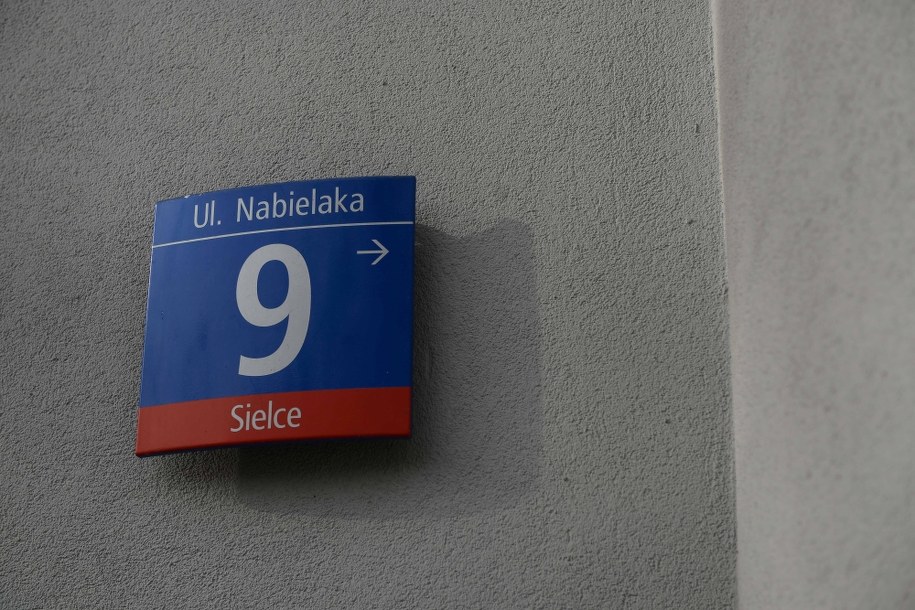 Ul. Nabielaka
9 →
Sielce